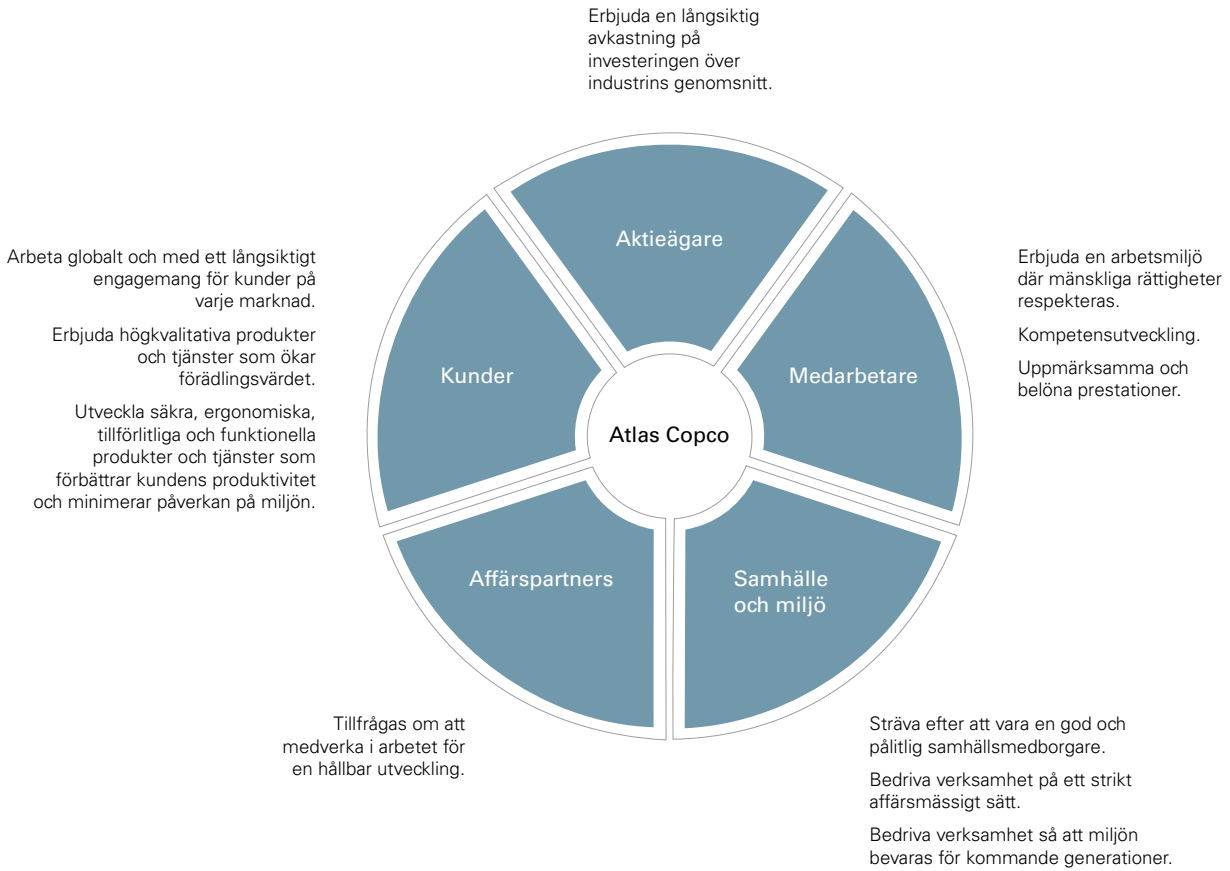 Erbjuda en långsiktig
avkastning på
investeringen över
industrins genomsnitt.
Aktieägare
Arbeta globalt och med ett långsiktigt
engagemang för kunder på
varje marknad.
Erbjuda högkvalitativa produkter
och tjänster som ökar
förädlingsvärdet.
Utveckla säkra, ergonomiska,
tillförlitliga och funktionella
produkter och tjänster som
förbättrar kundens produktivitet
och minimerar påverkan på miljön.
Kunder
Medarbetare
Erbjuda en arbetsmiljö
där mänskliga rättigheter
respekteras.
Kompetensutveckling.
Uppmärksamma och
belöna prestationer.
Atlas Copco
Affärspartners
Samhälle
och miljö
Tillfrågas om att
medverka i arbetet för
en hållbar utveckling.
Sträva efter att vara en god och
pålitlig samhällsmedborgare.
Bedriva verksamhet på ett strikt
affärsmässigt sätt.
Bedriva verksamhet så att miljön
bevaras för kommande generationer.